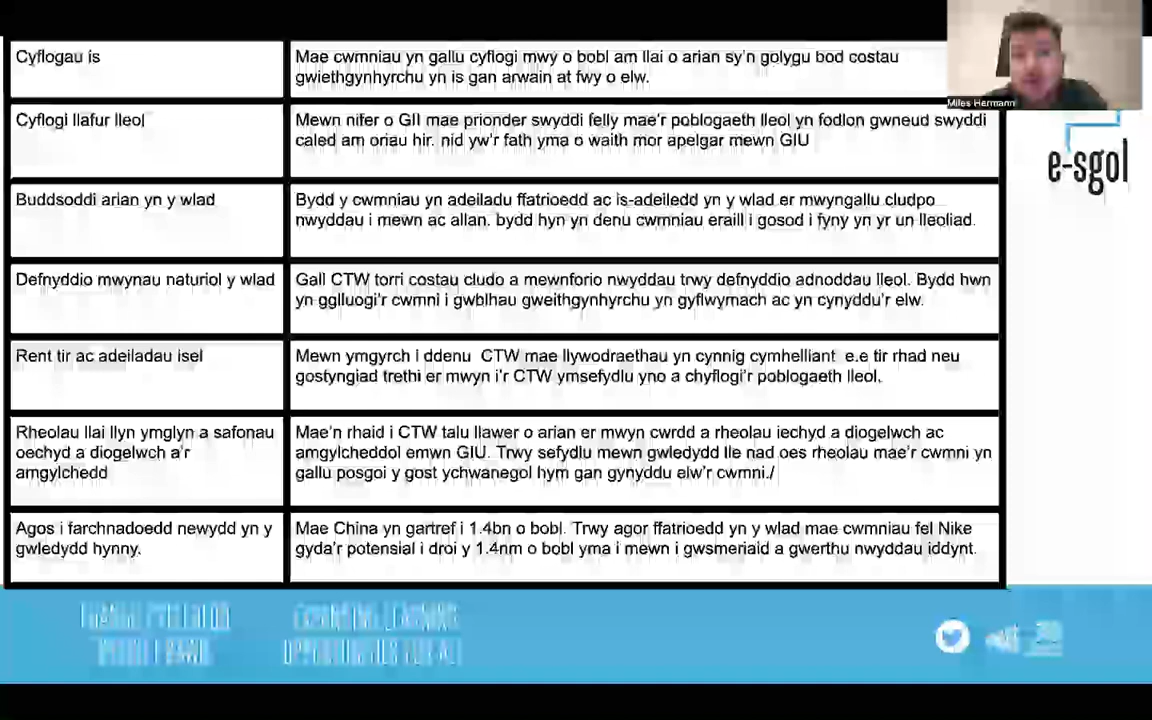 Cyflogau is
Mae cwmniau yn gallu cyflogi mwy o bobl am llai o arian sy'n golygu bod costau
gwiethgynhyrchu yn is gan arwain at fwy o elw.
Miles Hermann
Cyflogi llafur lleol
Mewn nifer o GII mae prionder swyddi felly mae'r poblogaeth lleol yn fodlon gwneud swyddi
caled am oriau hir. nid yw'r fath yma o waith mor apelgar mewn GIU
e-sgol
Buddsoddi arian yn y wlad
Bydd y cwmniau yn adeiladu ffatrioedd ac is-adeiledd yn y wlad er mwyngallu cludpo
nwyddau i mewn ac allan. bydd hyn yn denu cwmniau eraill i gosod i fyny yn yr un lleoliad.
Defnyddio mwynau naturiol y wlad
Gall CTW torri costau cludo a mewnforio nwyddau trwy defnyddio adnoddau lleol. Bydd hwn
yn gglluogi'r cwmni i gwblhau gweithgynhyrchu yn gyflwymach ac yn cynyddu'r elw.
Rent tir ac adeiladau isel
Mewn ymgyrch i ddenu CTW mae llywodraethau yn cynnig cymhelliant e.e tir rhad neu
gostyngiad trethi er mwyn i'r CTW ymsefydlu yno a chyflogi'r poblogaeth lleol.
Rheolau llai llyn ymglyn a safonau
oechyd a diogelwch a'r
amgylchedd
Mae'n rhaid i CTW talu llawer o arian er mwyn cwrdd a rheolau iechyd a diogelwch ac
amgylcheddol emwn GIU. Trwy sefydlu mewn gwledydd lle nad oes rheolau mae'r cwmni yn
gallu posgoi y gost ychwanegol hym gan gynyddu elw'r cwmni./
Agos i farchnadoedd newydd yn y
gwledydd hynny.
Mae China yn gartref i 1.4bn o bobl. Trwy agor ffatrioedd yn y wlad mae cwmniau fel Nike
gyda'r potensial i droi y 1.4nm o bobl yma i mewn i gwsmeriaid a gwerthu nwyddau iddynt.